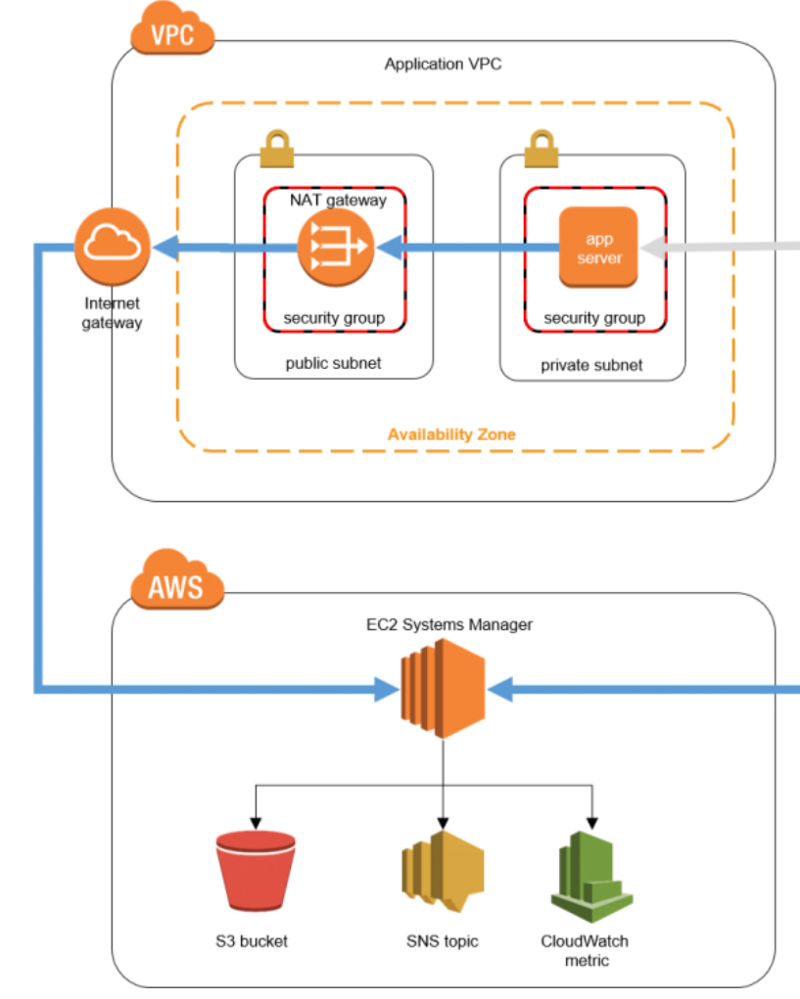 VPC
Application VPC
NAT gateway
app
server
Internet
gateway
security group
security group
public subnet
private subnet
Availability Zone
AWS
EC2 Systems Manager
S3 bucket
SNS topic
CloudWatch
metric